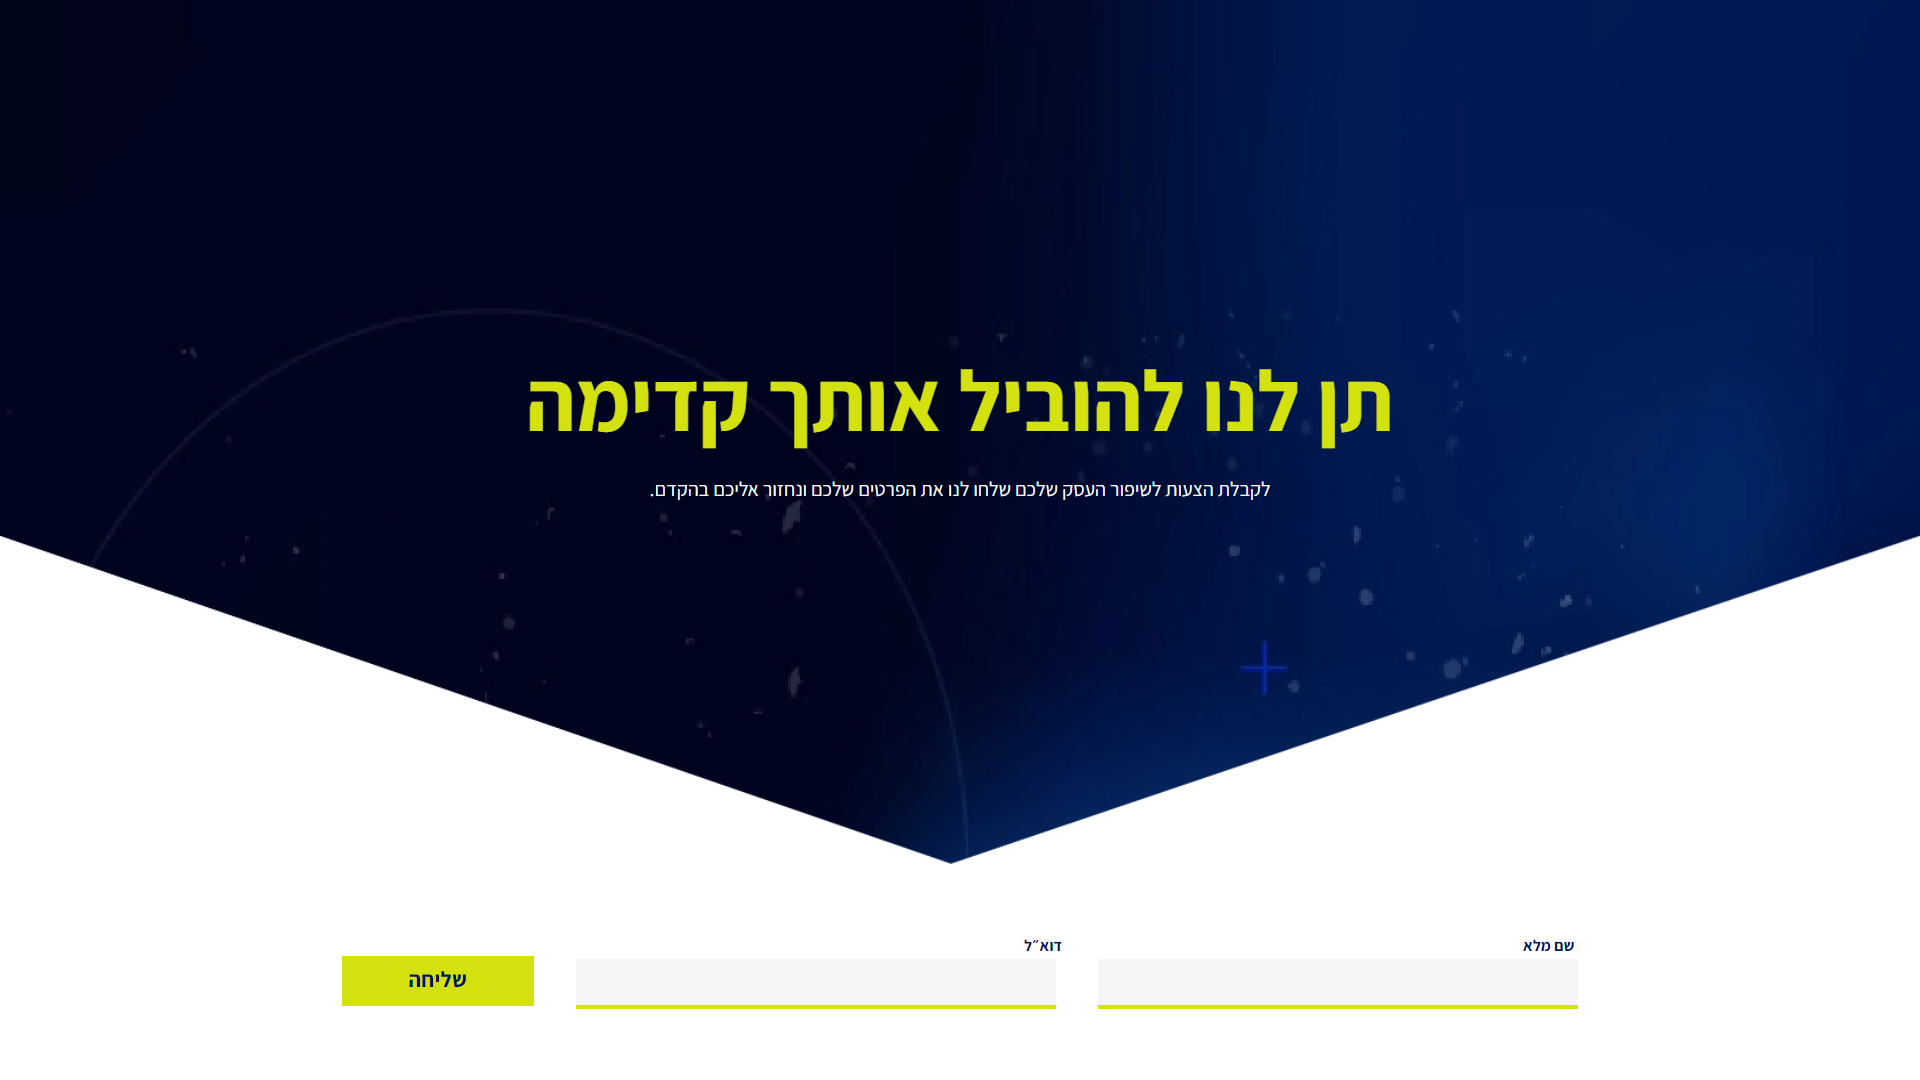 תן לנו להוביל אותך קדימה
לקבלת הצעות לשיפור העסק שלכם שלחו לנו את הפרטים שלכם ונחזור אליכם בהקדם.
שם מלא
דוא״ל
שליחה